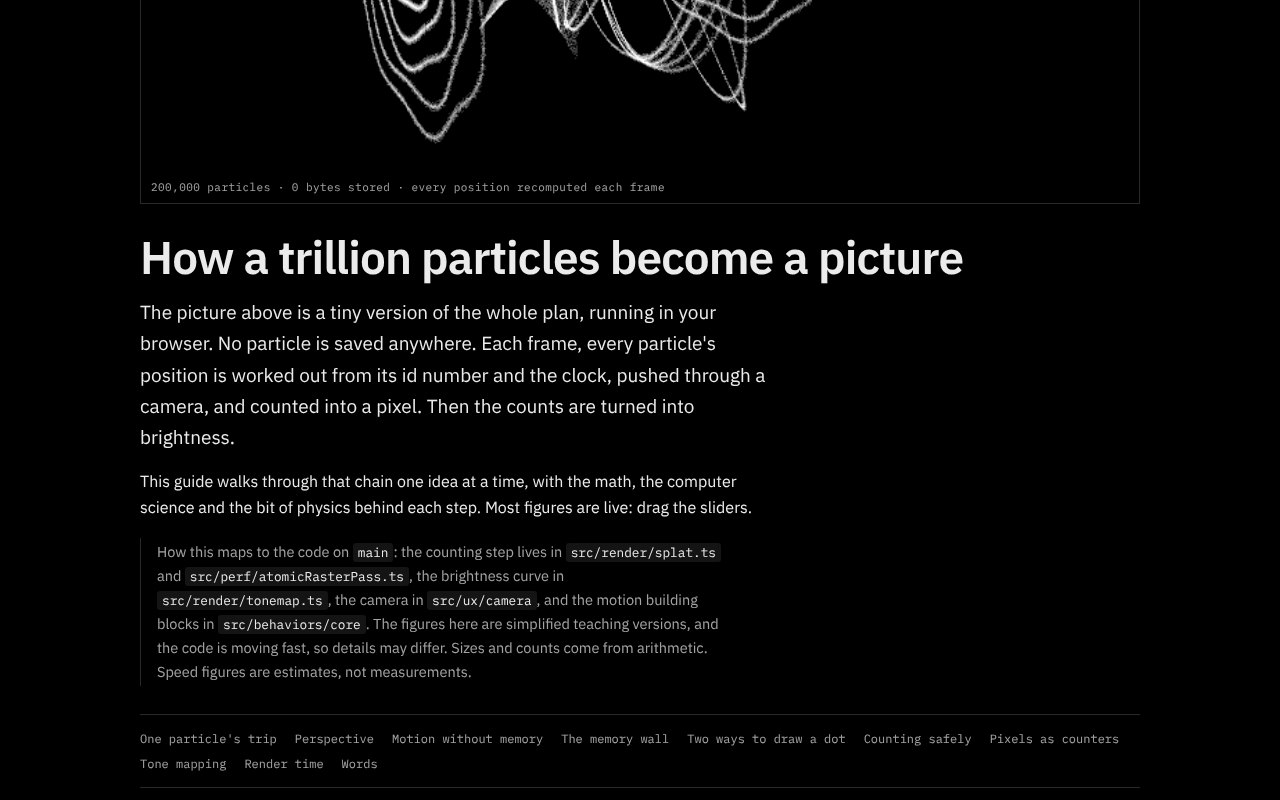 200,000 particles · 0 bytes stored · every position recomputed each frame
How a trillion particles become a picture
The picture above is a tiny version of the whole plan, running in your
browser. No particle is saved anywhere. Each frame, every particle's
position is worked out from its id number and the clock, pushed through a
camera, and counted into a pixel. Then the counts are turned into
brightness.
This guide walks through that chain one idea at a time, with the math, the computer
science and the bit of physics behind each step. Most figures are live: drag the sliders.
How this maps to the code on main: the counting step lives in src/render/splat.ts
and src/perf/atomicRasterPass.ts, the brightness curve in
src/render/tonemap.ts, the camera in src/ux/camera, and the motion building
blocks in src/behaviors/core. The figures here are simplified teaching versions, and
the code is moving fast, so details may differ. Sizes and counts come from arithmetic.
Speed figures are estimates, not measurements.
One particle's trip Perspective Motion without memory The memory wall Two ways to draw a dot Counting safely Pixels as counters
Tone mapping Render time Words